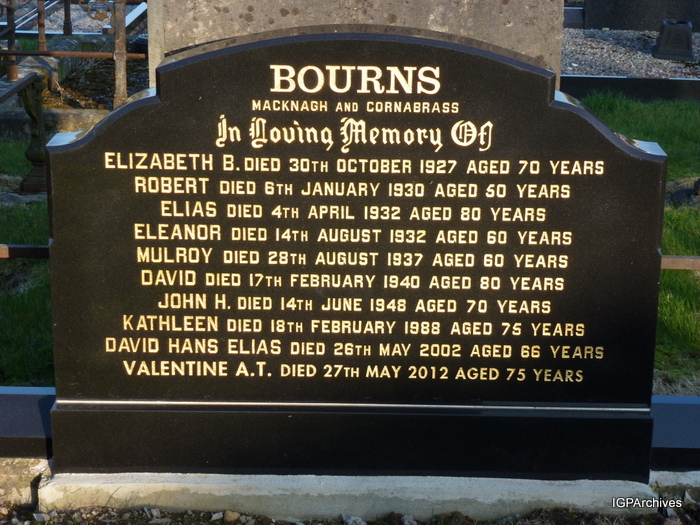 BOURNS
MACKNAGH AND CORNABRASS
In Loving Memory Of
ELIZABETH B. DIED 30TH OCTOBER 1927 AGED 70 YEARS
ROBERT DIED 6TH JANUARY 1930 AGED 50 YEARS
ELIAS DIED 4TH APRIL 1932 AGED 80 YEARS
ELEANOR DIED 14TH AUGUST 1932 AGED 60 YEARS
MULROY DIED 28TH AUGUST 1937 AGED 60 YEARS
DAVID DIED 17TH FEBRUARY 1940 AGED 80 YEARS
JOHN H. DIED 14TH JUNE 1948 AGED 70 YEARS
KATHLEEN DIED 18TH FEBRUARY 1988 AGED 75 YEARS
DAVID HANS ELIAS DIED 26TH MAY 2002 AGED 66 YEARS
VALENTINE A.T. DIED 27TH MAY 2012 AGED 75 YEARS
IGPArchives